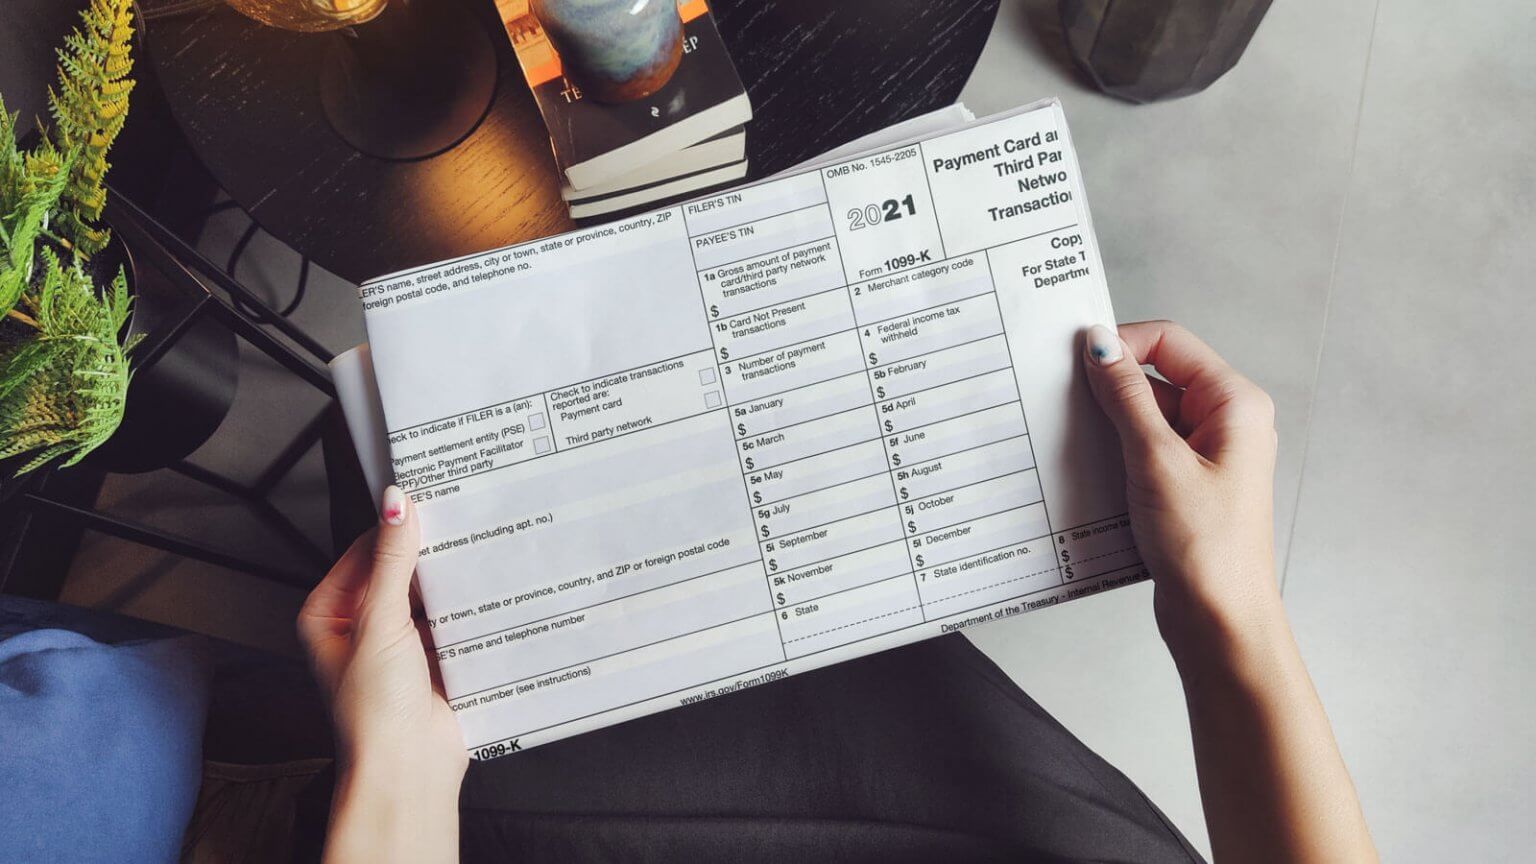 ÉP
TE
LER'S name, street address, city or town, state or province, country, ZIP
foreign postal code, and telephone no.
FILER'S TIN
PAYEE'S TIN
OMB No. 1545-2205
2021
Form 1099-K
Payment Card an
Third Par
Netwo
Transaction
1a Gross amount of payment
card/third party network
transactions
$
2 Merchant category code
Copy
For State T
Departme
1b Card Not Present
transactions
$
3 Number of payment
transactions
4 Federal income tax
withheld
$
eck to indicate if FILER is a (an):
Payment settlement entity (PSE)
Electronic Payment Facilitator
EPF)/Other third party
Check to indicate transactions
reported are:
Payment card
Third party network
5a January
$
5b February
$
5c March
$
5d April
$
5e May
$
5f June
$
5g July
$
5h August
$
5i September
$
5j October
$
5k November
$
5l December
$
EE'S name
eet address (including apt. no.)
ty or town, state or province, country, and ZIP or foreign postal code
SE'S name and telephone number
count number (see instructions)
6 State
7 State identification no.
8 State income tax
$
$
1099-K
www.irs.gov/Form1099K
Department of the Treasury - Internal Revenue S